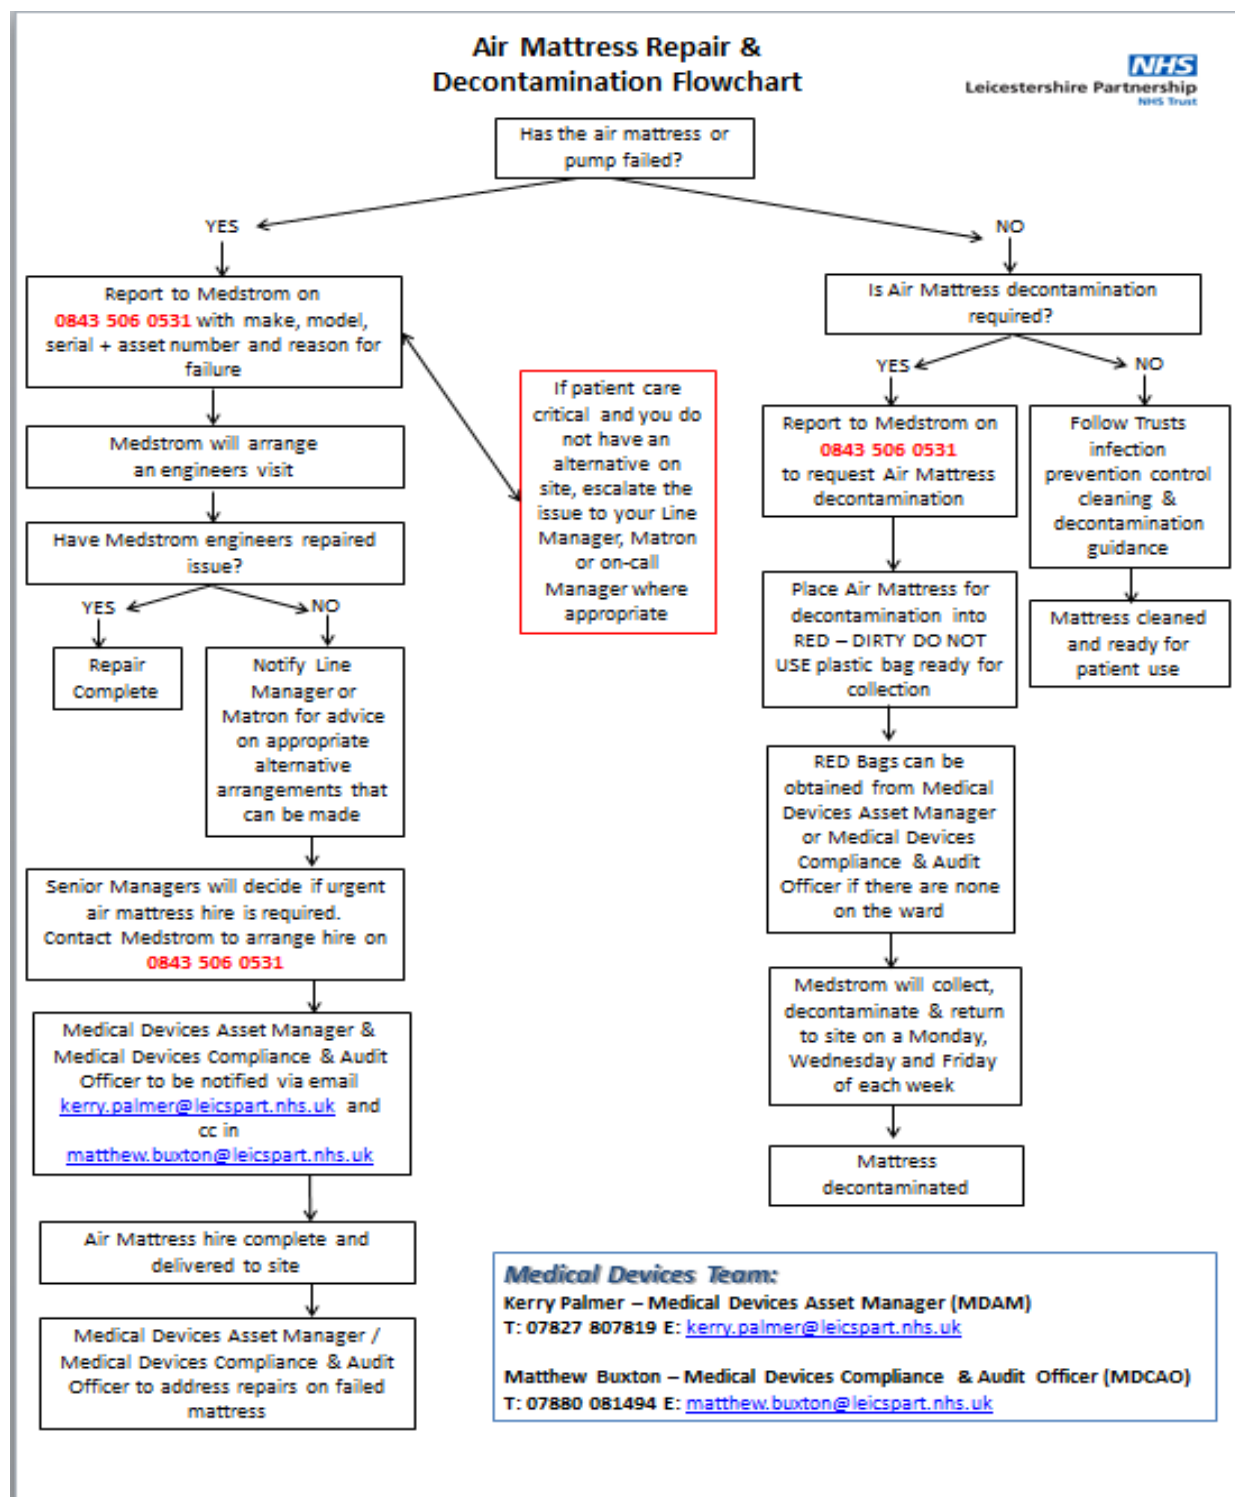 Air Mattress Repair &
Decontamination Flowchart
NHS
Leicestershire Partnership
NHS Trust
Has the air mattress or
pump failed?
YES
NO
Report to Medstrom on
0843 506 0531 with make, model,
serial + asset number and reason for
failure
Medstrom will arrange
an engineers visit
Have Medstrom engineers repaired
issue?
YES
NO
Repair
Complete
Notify Line
Manager or
Matron for advice
on appropriate
alternative
arrangements that
can be made
Senior Managers will decide if urgent
air mattress hire is required.
Contact Medstrom to arrange hire on
0843 506 0531
Medical Devices Asset Manager &
Medical Devices Compliance & Audit
Officer to be notified via email
kerry.palmer@leicspart.nhs.uk and
cc in
matthew.buxton@leicspart.nhs.uk
Air Mattress hire complete and
delivered to site
Medical Devices Asset Manager /
Medical Devices Compliance & Audit
Officer to address repairs on failed
mattress
If patient care
critical and you do
not have an
alternative on
site, escalate the
issue to your Line
Manager, Matron
or on-call
Manager where
appropriate
Is Air Mattress decontamination
required?
YES
NO
Report to Medstrom on
0843 506 0531
to request Air Mattress
decontamination
Place Air Mattress for
decontamination into
RED – DIRTY DO NOT
USE plastic bag ready for
collection
RED Bags can be
obtained from Medical
Devices Asset Manager
or Medical Devices
Compliance & Audit
Officer if there are none
on the ward
Medstrom will collect,
decontaminate & return
to site on a Monday,
Wednesday and Friday
of each week
Mattress
decontaminated
Follow Trusts
infection
prevention control
cleaning &
decontamination
guidance
Mattress cleaned
and ready for
patient use
Medical Devices Team:
Kerry Palmer – Medical Devices Asset Manager (MDAM)
T: 07827 807819 E: kerry.palmer@leicspart.nhs.uk
Matthew Buxton – Medical Devices Compliance & Audit Officer (MDCAO)
T: 07880 081494 E: matthew.buxton@leicspart.nhs.uk